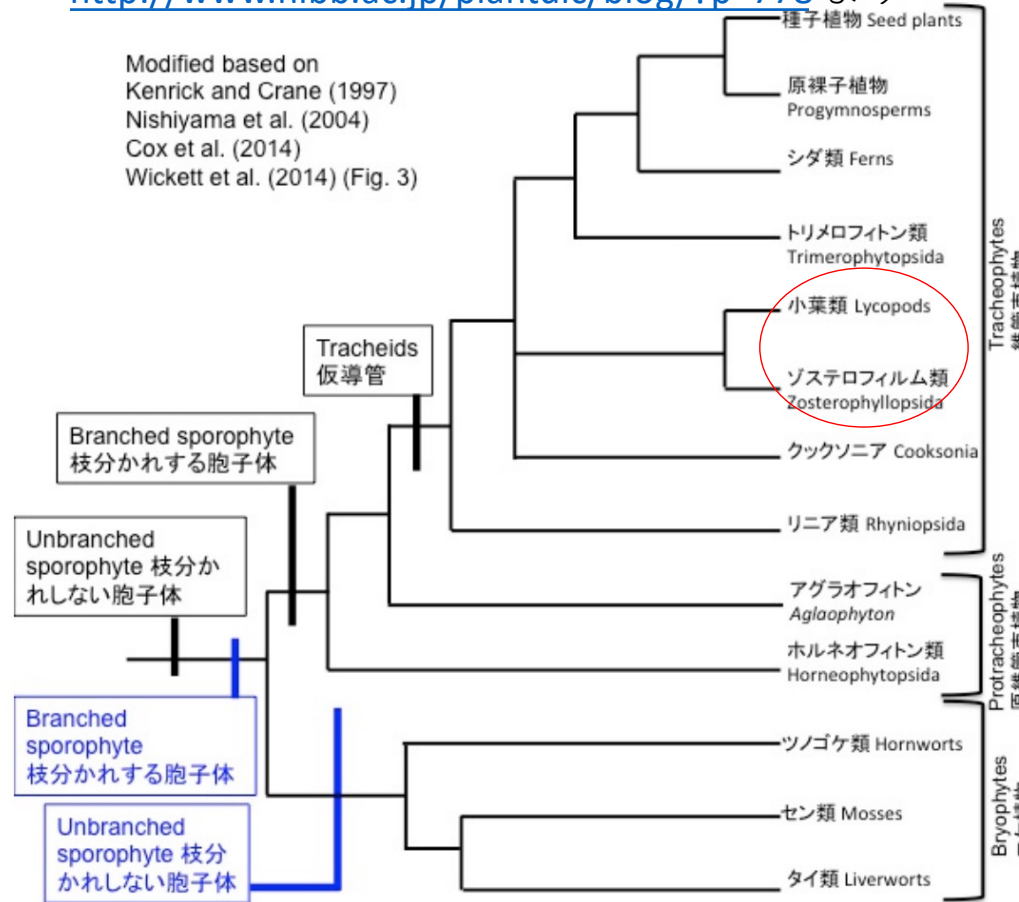 Modified based on
Kenrick and Crane (1997)
Nishiyama et al. (2004)
Cox et al. (2014)
Wickett et al. (2014) (Fig. 3)
種子植物 Seed plants
原裸子植物
Progymnosperms
シダ類 Ferns
トリメロフィトン類
Trimerophytopsida
小葉類 Lycopods
ゾステロフィルム類
Zosterophyllopsida
クックソニア Cooksonia
リニア類 Rhyniopsida
アグラオフィトン
Aglaophyton
ホルネオフィトン類
Horneophytopsida
ツノゴケ類 Hornworts
セン類 Mosses
タイ類 Liverworts
Tracheophytes
Protracheophytes
Bryophytes
Tracheids
仮導管
Branched sporophyte
枝分かれする胞子体
Unbranched
sporophyte 枝分か
れしない胞子体
Branched
sporophyte
枝分かれする胞子体
Unbranched
sporophyte 枝分
かれしない胞子体